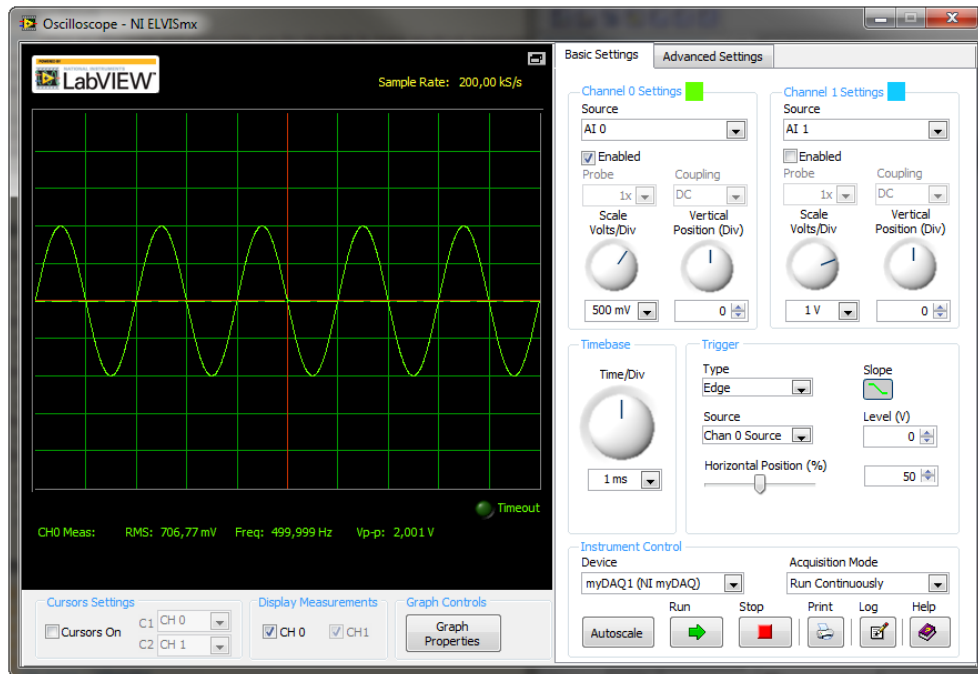 Oscilloscope - NI ELVISmx
POWERED BY
NATIONAL INSTRUMENTS
LabVIEW
Sample Rate: 200,00 kS/s
Timeout
CH0 Meas: RMS: 706,77 mV Freq: 499,999 Hz Vp-p: 2,001 V
Cursors Settings
Cursors On
C1 CH 0
C2 CH 1
Display Measurements
CH 0 CH1
Graph Controls
Graph
Properties
Basic Settings Advanced Settings
Channel 0 Settings
Source
AI 0
Enabled
Probe Coupling
1x DC
Scale Vertical
Volts/Div Position (Div)
500 mV 0
Channel 1 Settings
Source
AI 1
Enabled
Probe Coupling
1x DC
Scale Vertical
Volts/Div Position (Div)
1 V 0
Timebase
Time/Div
1 ms
Trigger
Type Slope
Edge
Source Level (V)
Chan 0 Source 0
Horizontal Position (%)
50
Instrument Control
Device Acquisition Mode
myDAQ1 (NI myDAQ) Run Continuously
Run Stop Print Log Help
Autoscale